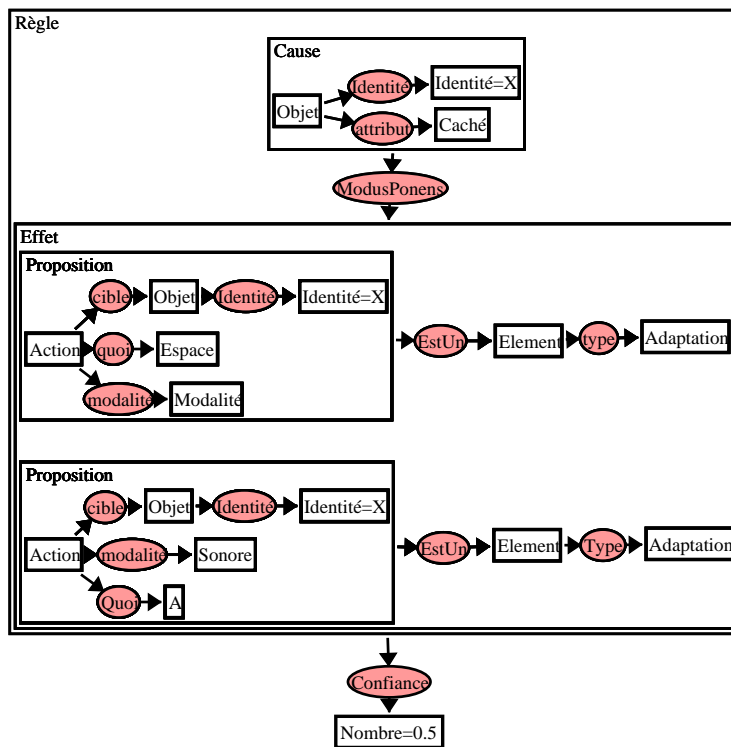 Règle
Cause
Identité Identité=X
Objet
attribut Caché
ModusPonens
Effet
Proposition
cible Objet Identité Identité=X
Action quoi Espace EstUn Element type Adaptation
modalité Modalité
Proposition
cible Objet Identité Identité=X
Action modalité Sonore EstUn Element Type Adaptation
Quoi A
Confiance
Nombre=0.5